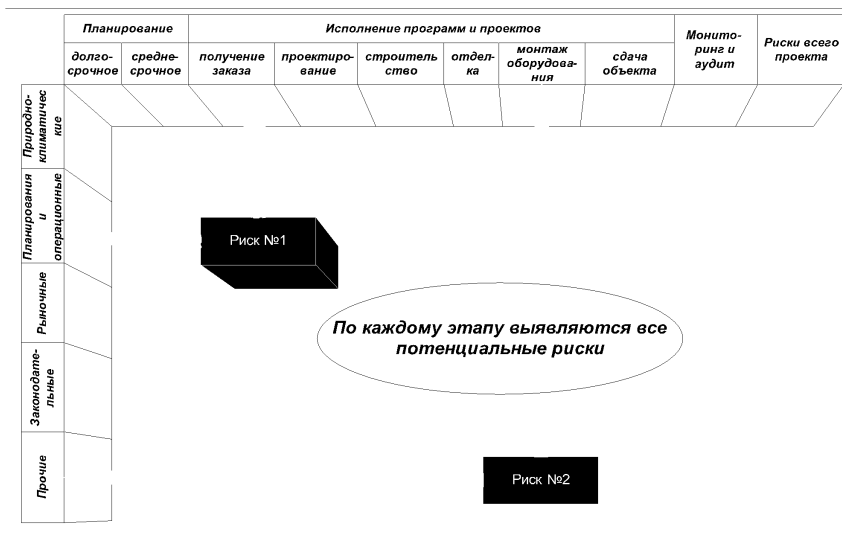 Планирование
Исполнение программ и проектов
Монито-
ринг и
аудит
Риски всего
проекта
долго-
срочное
средне-
срочное
получение
заказа
проектиро-
вание
строитель
ство
отдел-
ка
монтаж
оборудова-
ния
сдача
объекта
Природно-
климатичес
кие
Планирования
и
операционные
Рыночные
Законодате-
льные
Прочие
Риск №1
По каждому этапу выявляются все
потенциальные риски
Риск №2